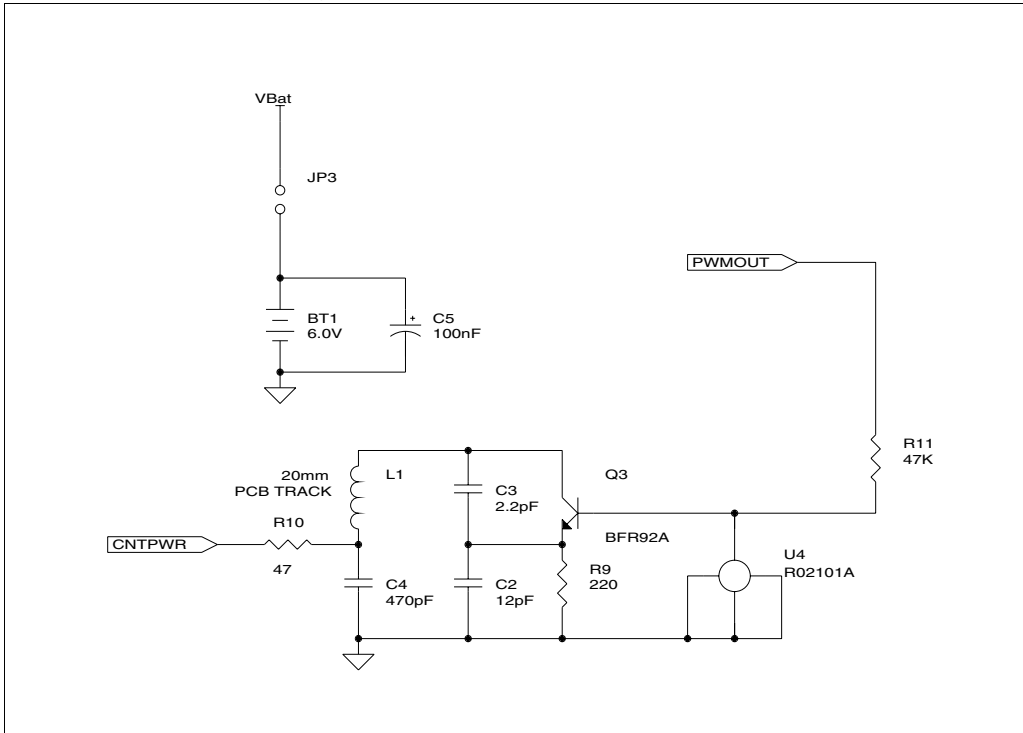 VBat
JP3
PWMOUT
BT1
6.0V
+
C5
100nF
R11
47K
20mm
PCB TRACK
L1
C3
2.2pF
Q3
BFR92A
R10
47
CNTPWR
C4
470pF
C2
12pF
R9
220
U4
R02101A